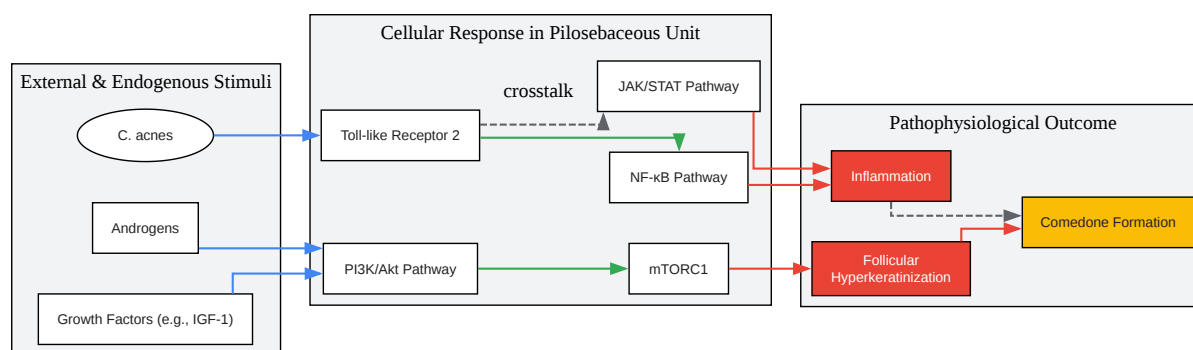 External & Endogenous Stimuli
C. acnes
Androgens
Growth Factors (e.g., IGF-1)
Cellular Response in Pilosebaceous Unit
crosstalk
JAK/STAT Pathway
Toll-like Receptor 2
NF-κB Pathway
PI3K/Akt Pathway
mTORC1
Pathophysiological Outcome
Inflammation
Comedone Formation
Follicular
Hyperkeratinization